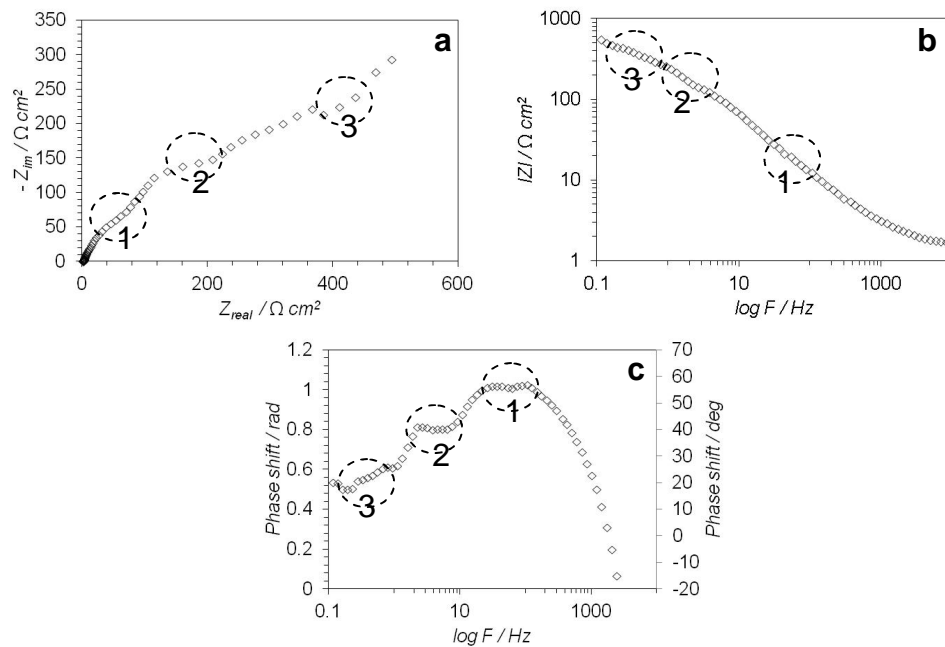 a
350
300
250
200
150
100
50
0
- Z_im / Ω cm²
1
2
3
0 200 400 600
Z_real / Ω cm²
b
1000
100
10
1
IZI / Ω cm²
3
2
1
0.1 10 1000
log F / Hz
c
1.2
1
0.8
0.6
0.4
0.2
0
Phase shift / rad
3
2
1
70
60
50
40
30
20
10
0
-10
-20
Phase shift / deg
0.1 10 1000
log F / Hz